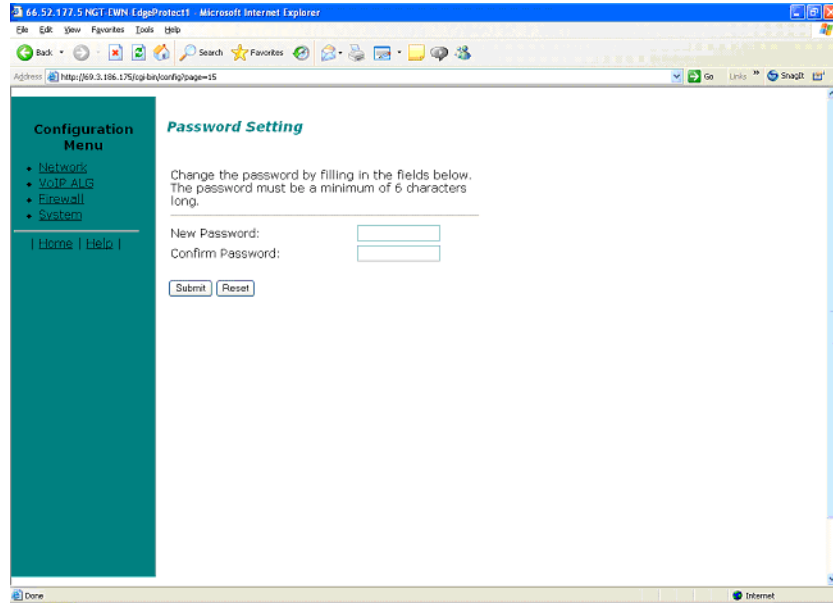 66.52.177.5 NGT-EWN-EdgeProtect1 - Microsoft Internet Explorer
File Edit View Favorites Tools Help
Back Search Favorites
Address http://69.3.186.175/cgi-bin/config?page=15 Go Links » SnagIt
Configuration
Menu
Network
VoIP ALG
Firewall
System
| Home | Help |
Password Setting
Change the password by filling in the fields below.
The password must be a minimum of 6 characters
long.
New Password:
Confirm Password:
Submit Reset
Done Internet